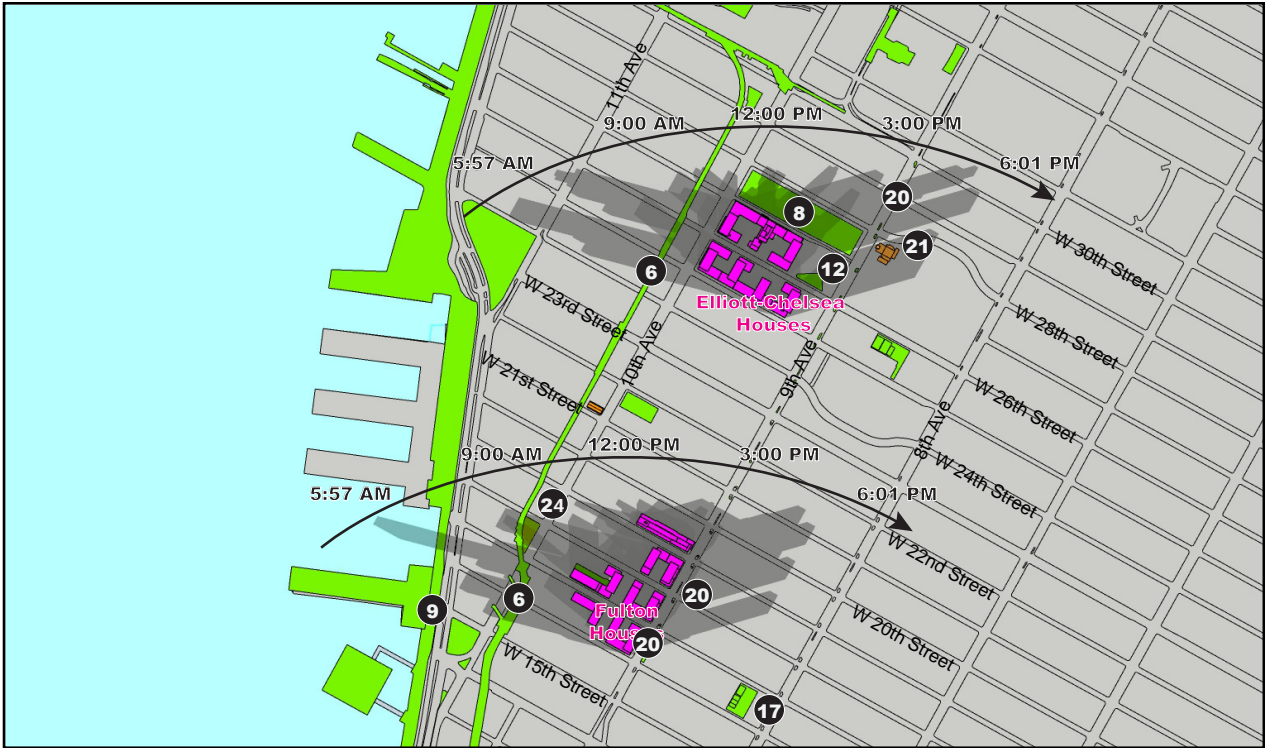 11th Ave
12:00 PM
9:00 AM
3:00 PM
5:57 AM
6:01 PM
20
8
21
W 30th Street
12
6
Elliott-Chelsea
Houses
W 23rd Street
W 28th Street
10th Ave
9th Ave
W 21st Street
W 26th Street
8th Ave
12:00 PM
9:00 AM
3:00 PM
W 24th Street
5:57 AM
6:01 PM
24
W 22nd Street
20
6
9
Fulton
Houses
20
W 20th Street
W 15th Street
17